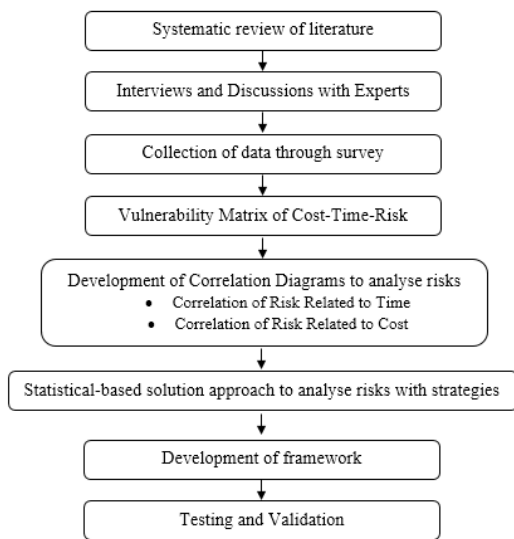 Systematic review of literature
Interviews and Discussions with Experts
Collection of data through survey
Vulnerability Matrix of Cost-Time-Risk
Development of Correlation Diagrams to analyse risks
• Correlation of Risk Related to Time
• Correlation of Risk Related to Cost
Statistical-based solution approach to analyse risks with strategies
Development of framework
Testing and Validation